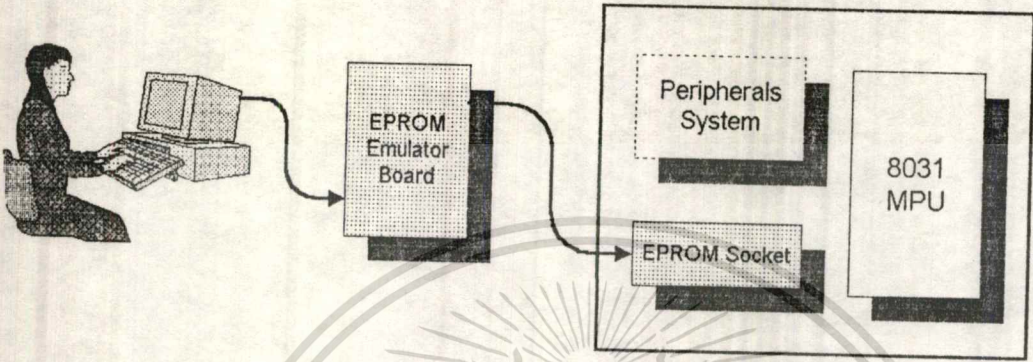 EPROM
Emulator
Board
Peripherals
System
8031
MPU
EPROM Socket